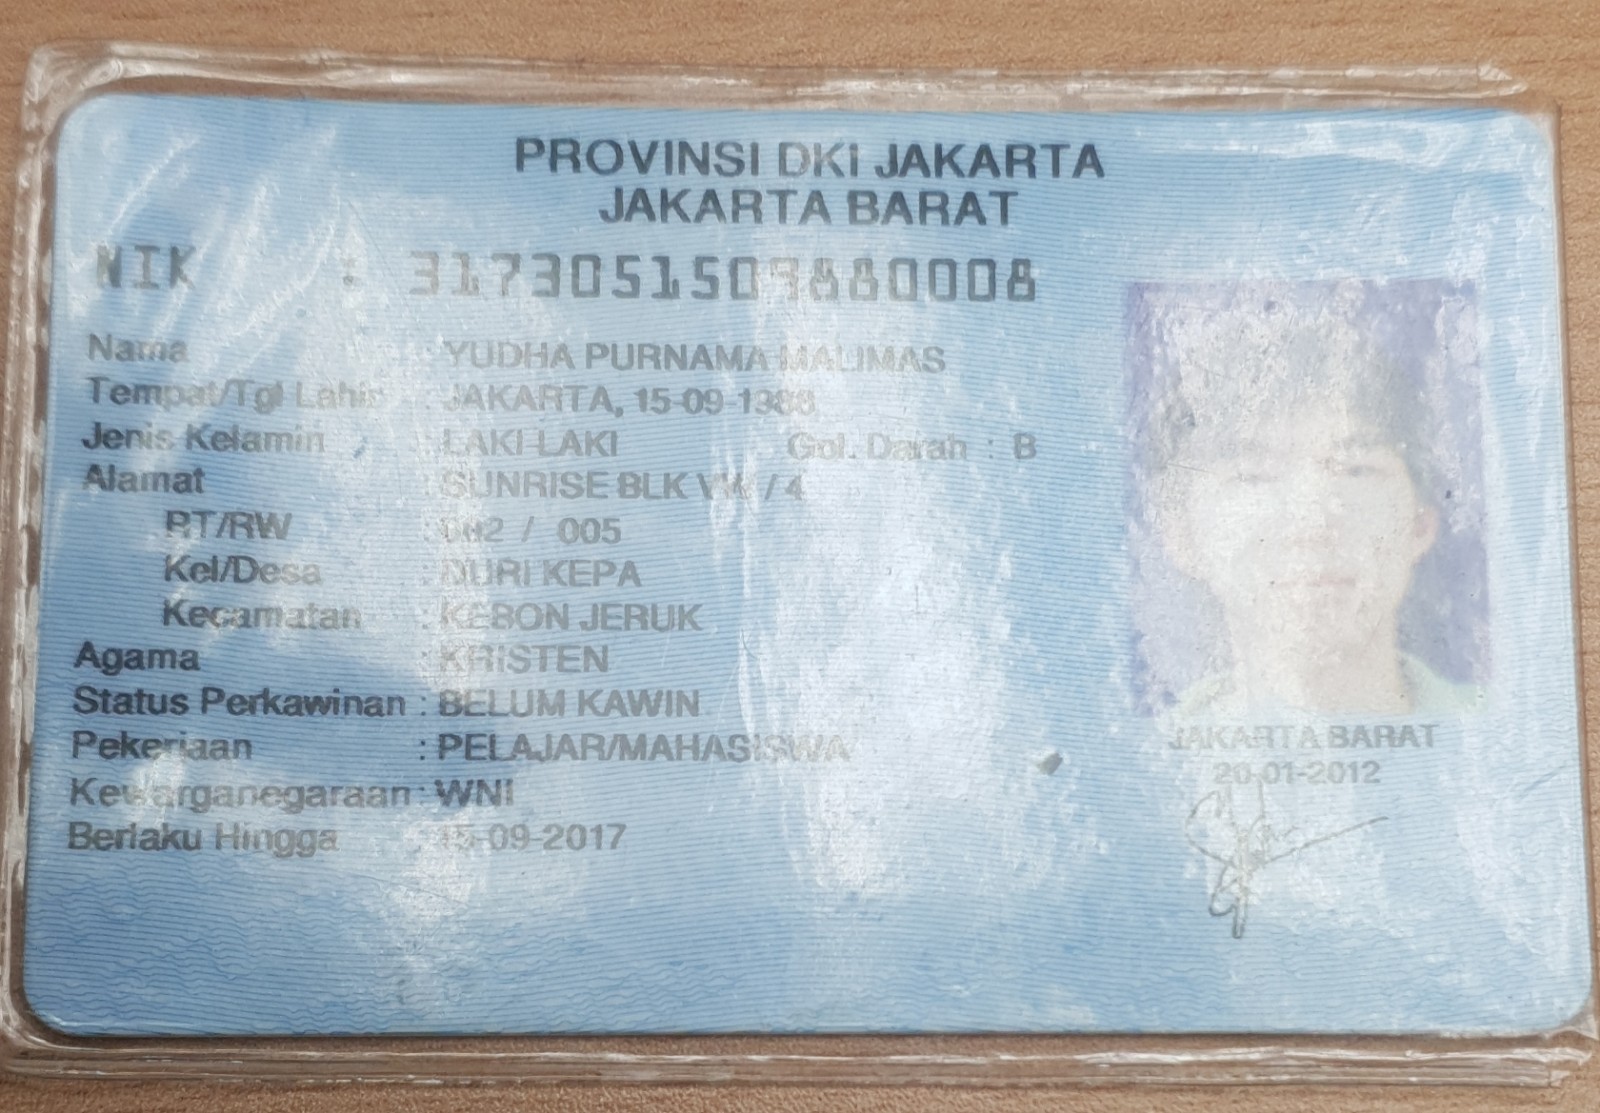 PROVINSI DKI JAKARTA
JAKARTA BARAT
NIK : 3173051509880008
Nama : YUDHA PURNAMA MALIMAS
Tempat/Tgl Lahir : JAKARTA, 15-09-1988
Jenis Kelamin : LAKI-LAKI Gol. Darah : B
Alamat : SUNRISE BLK / 4
RT/RW : 002 / 005
Kel/Desa : DURI KEPA
Kecamatan : KEBON JERUK
Agama : KRISTEN
Status Perkawinan : BELUM KAWIN
Pekerjaan : PELAJAR/MAHASISWA
Kewarganegaraan : WNI
Berlaku Hingga : 15-09-2017
JAKARTA BARAT
20-01-2012